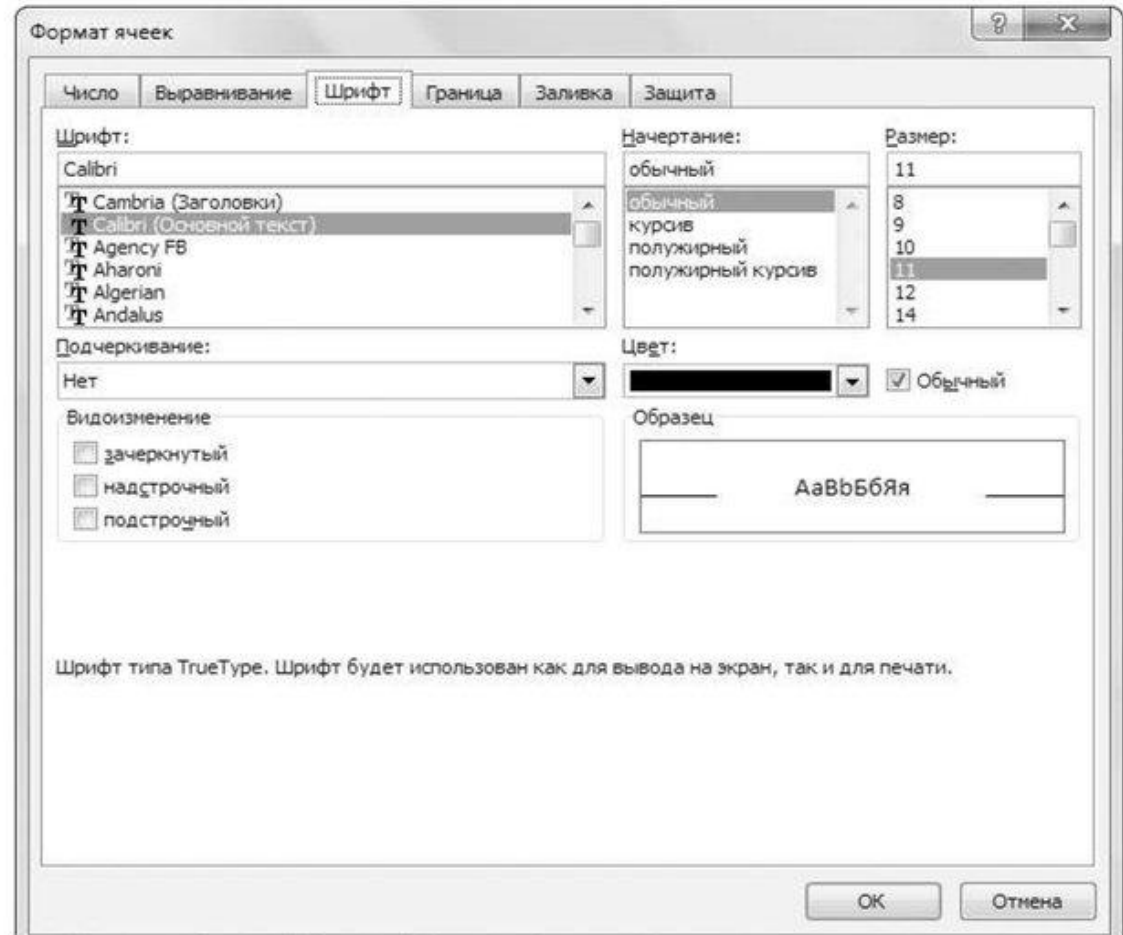 Формат ячеек
Число Выравнивание Шрифт Граница Заливка Защита
Шрифт: Начертание: Размер:
Calibri обычный 11
Cambria (Заголовки) обычный 8
Calibri (Основной текст) курсив 9
Agency FB полужирный 10
Aharoni полужирный курсив 11
Algerian 12
Andalus 14
Подчеркивание: Цвет:
Нет Обычный
Видоизменение Образец
зачеркнутый
надстрочный AaBbБбЯя
подстрочный
Шрифт типа TrueType. Шрифт будет использован как для вывода на экран, так и для печати.
OK Отмена